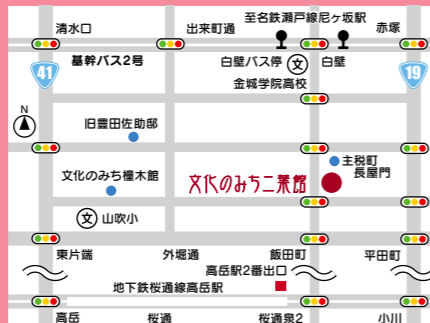 至名鉄瀬戸線尼ヶ坂駅
清水口
出来町通
赤塚
基幹バス2号
白壁バス停
文
白壁
41
19
金城学院高校
N
旧豊田佐助邸
文化のみち橦木館
文化のみち二葉館
主税町
長屋門
文 山吹小
東片端
外堀通
飯田町
平田町
高岳駅2番出口
地下鉄桜通線高岳駅
高岳
桜通
桜通泉2
小川